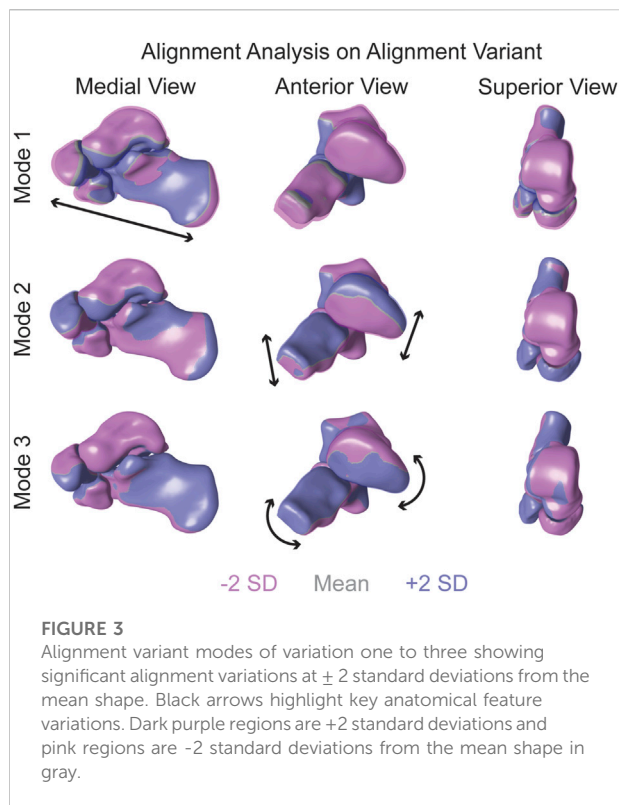 Alignment Analysis on Alignment Variant
Medial View Anterior View Superior View
Mode 1
Mode 2
Mode 3
-2 SD Mean +2 SD
FIGURE 3
Alignment variant modes of variation one to three showing
significant alignment variations at ± 2 standard deviations from the
mean shape. Black arrows highlight key anatomical feature
variations. Dark purple regions are +2 standard deviations and
pink regions are -2 standard deviations from the mean shape in
gray.